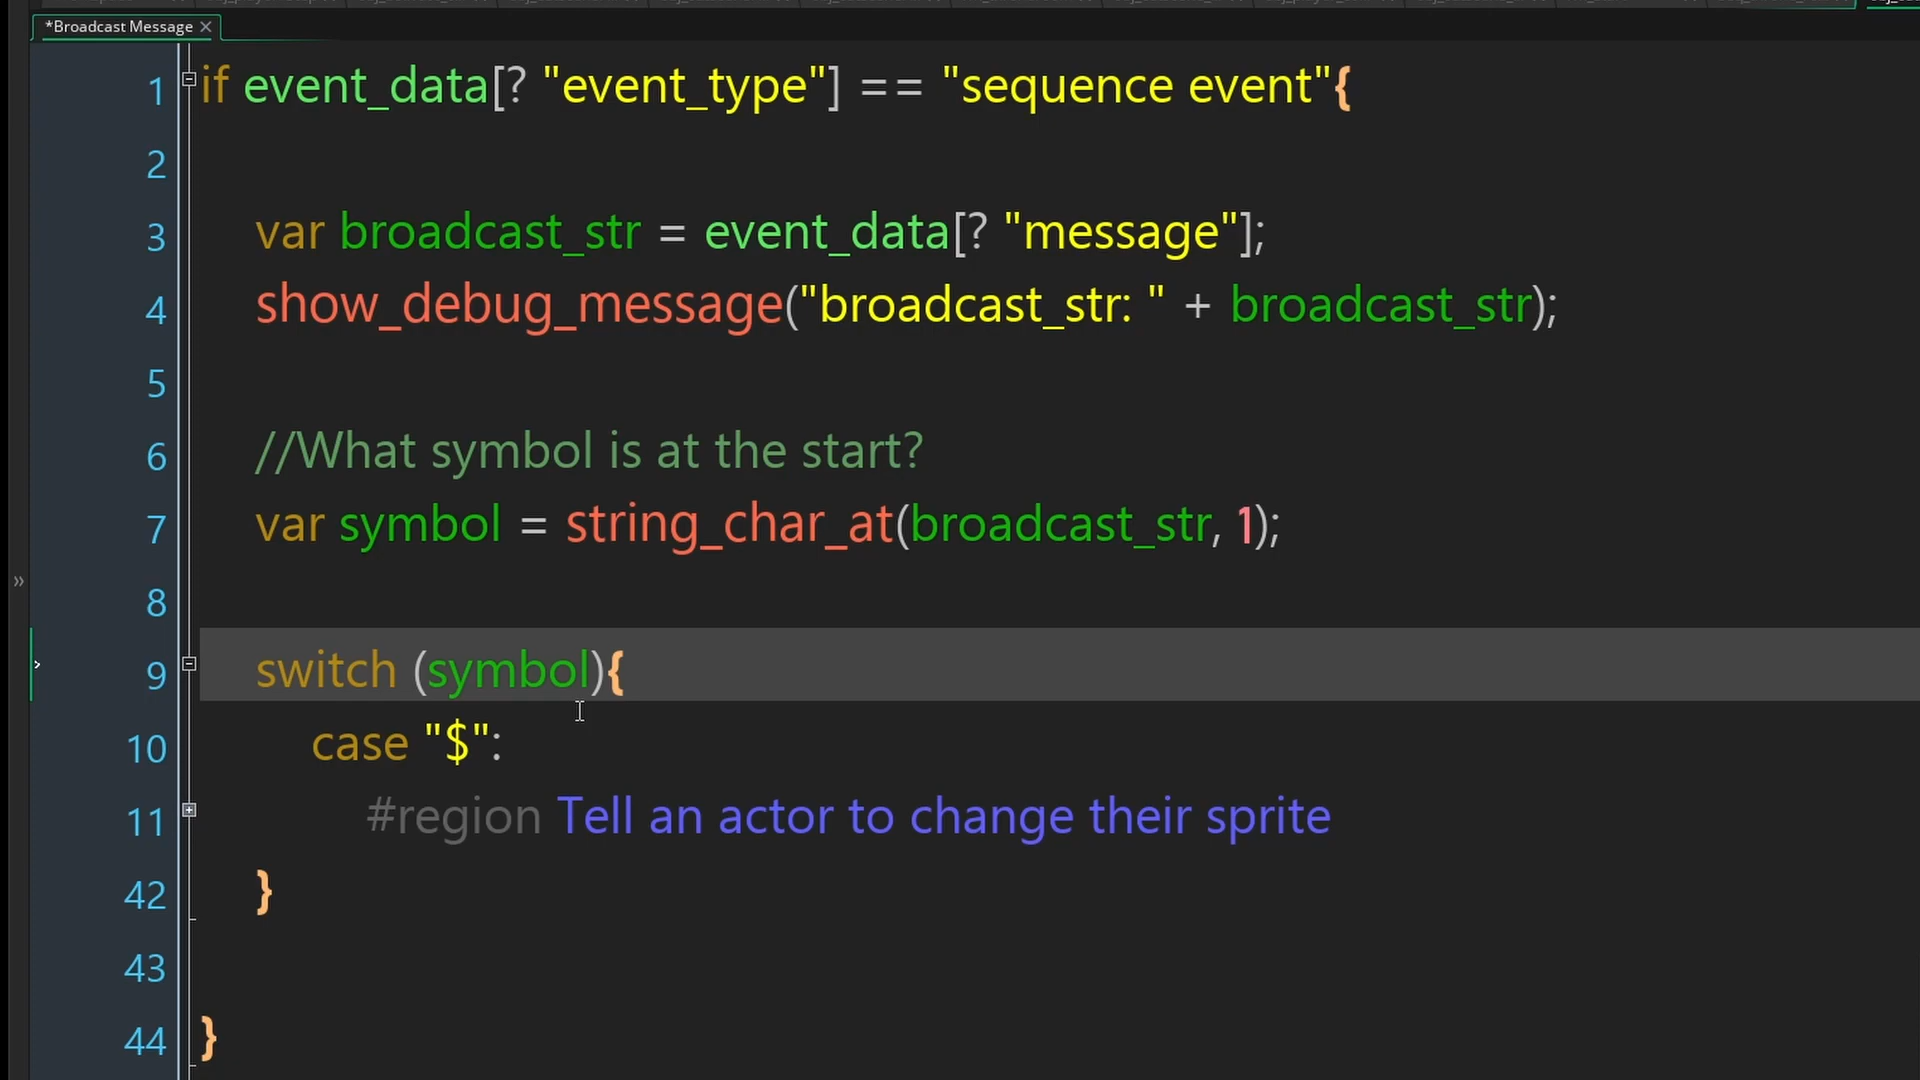 *Broadcast Message
1 if event_data[? "event_type"] == "sequence event"{
2
3 var broadcast_str = event_data[? "message"];
4 show_debug_message("broadcast_str: " + broadcast_str);
5
6 //What symbol is at the start?
7 var symbol = string_char_at(broadcast_str, 1);
8
9 switch (symbol){
10 case "$":
11 #region Tell an actor to change their sprite
42 }
43
44 }